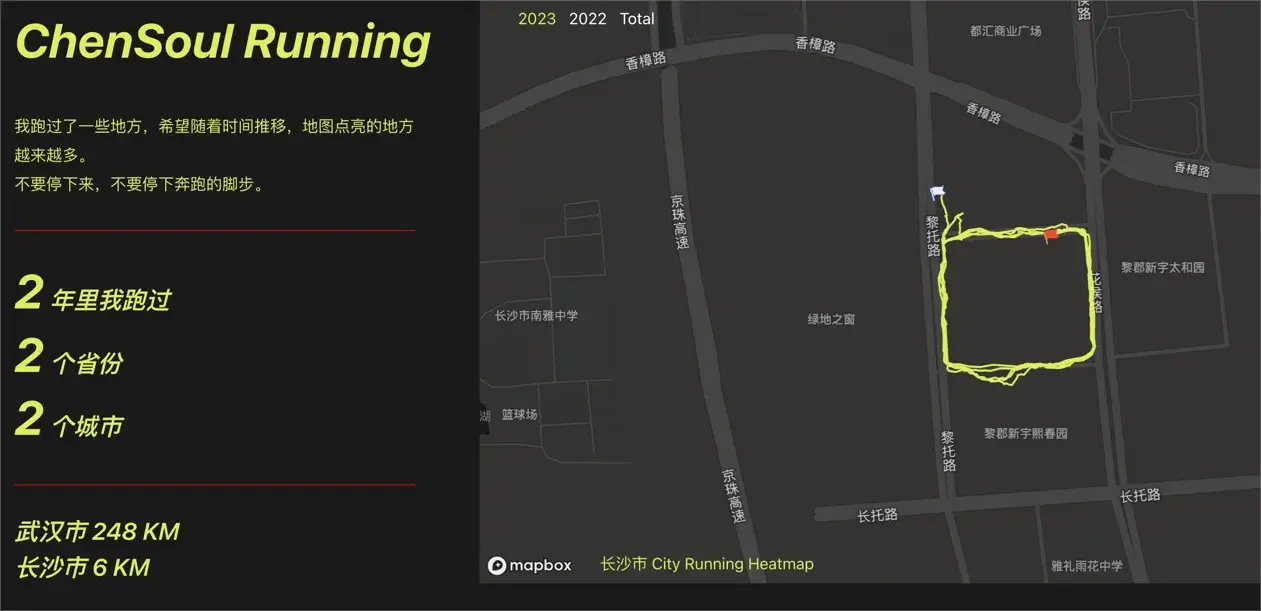 ChenSoul Running
我跑过了一些地方，希望随着时间推移，地图点亮的地方
越来越多。
不要停下来，不要停下奔跑的脚步。
2 年里我跑过
2 个省份
2 个城市
武汉市 248 KM
长沙市 6 KM
2023 2022 Total
都汇商业广场
香樟路
香樟路
香樟路
香樟路
京珠高速
黎托路
花侯路
黎郡新宇太和园
长沙市南雅中学
绿地之窗
湖
篮球场
黎郡新宇熙春园
黎托路
京珠高速
长托路
长托路
雅礼雨花中学
mapbox
长沙市 City Running Heatmap